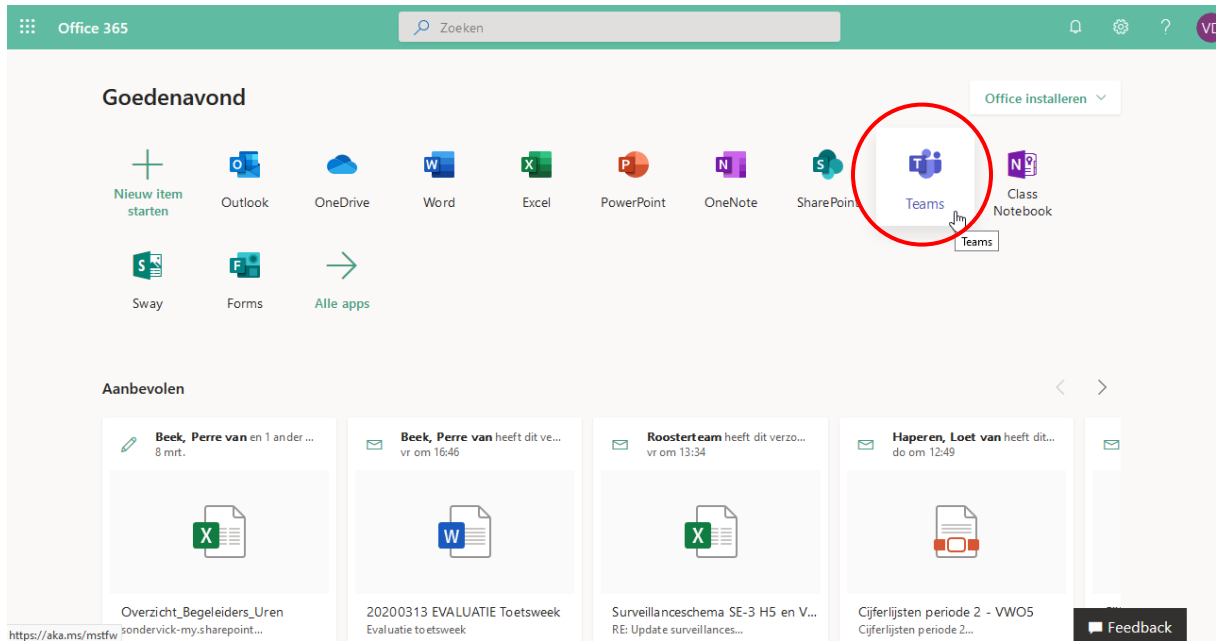 Office 365
Zoeken
VD
Goedenavond
Office installeren
Nieuw item
starten
Outlook
OneDrive
Word
Excel
PowerPoint
OneNote
SharePoint
Teams
Class
Notebook
Teams
Sway
Forms
Alle apps
Aanbevolen
Beek, Perre van en 1 ander ...
8 mrt.
Beek, Perre van heeft dit ve...
vr om 16:46
Roosterteam heeft dit verzo...
vr om 13:34
Haperen, Loet van heeft dit...
do om 12:49
Overzicht_Begeleiders_Uren
sondervick-my.sharepoint...
20200313 EVALUATIE Toetsweek
Evaluatie toetsweek
Surveillanceschema SE-3 H5 en V...
RE: Update surveillances...
Cijferlijsten periode 2 - VWO5
Cijferlijsten periode 2...
https://aka.ms/mstfw
Feedback